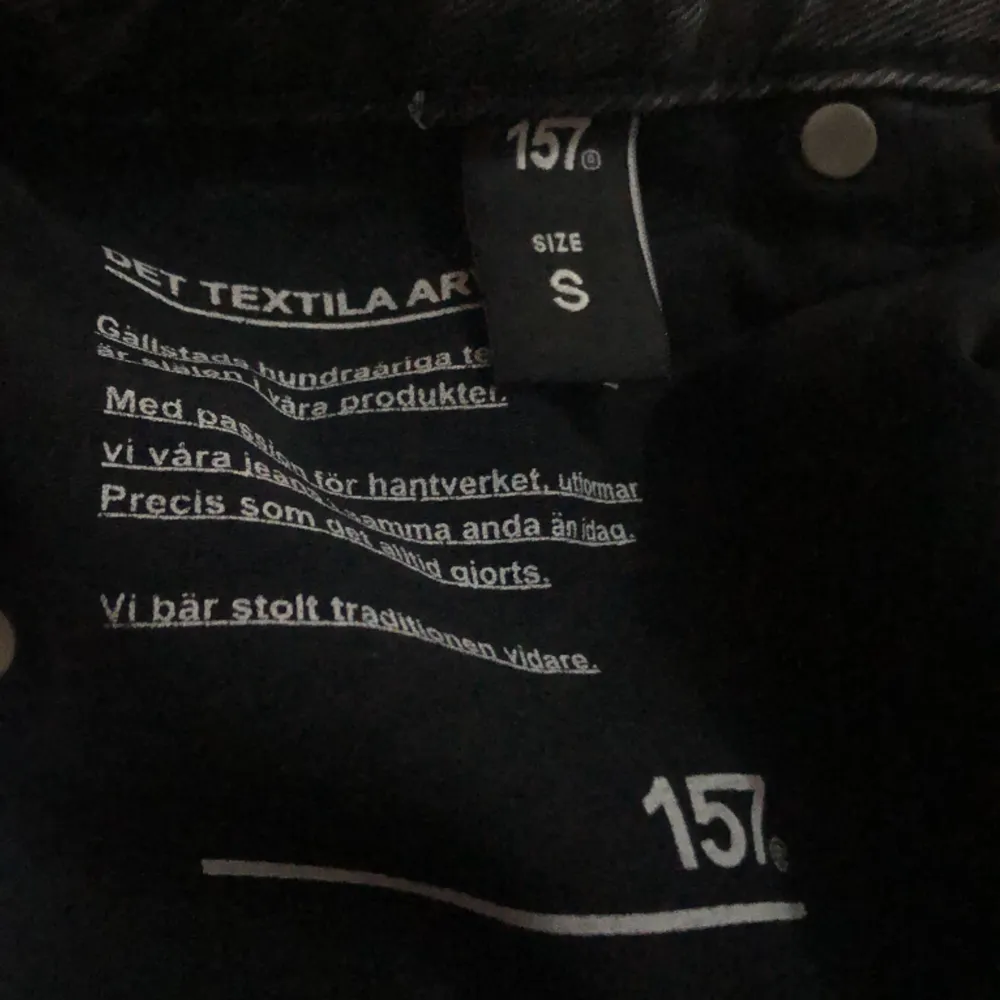 157®
SIZE
S
DET TEXTILA AR
Gällstads hundraåriga te
är själen i våra produkter.
Med passion för hantverket, utformar
vi våra jeans i samma anda än idag.
Precis som det alltid gjorts.
Vi bär stolt traditionen vidare.
157®